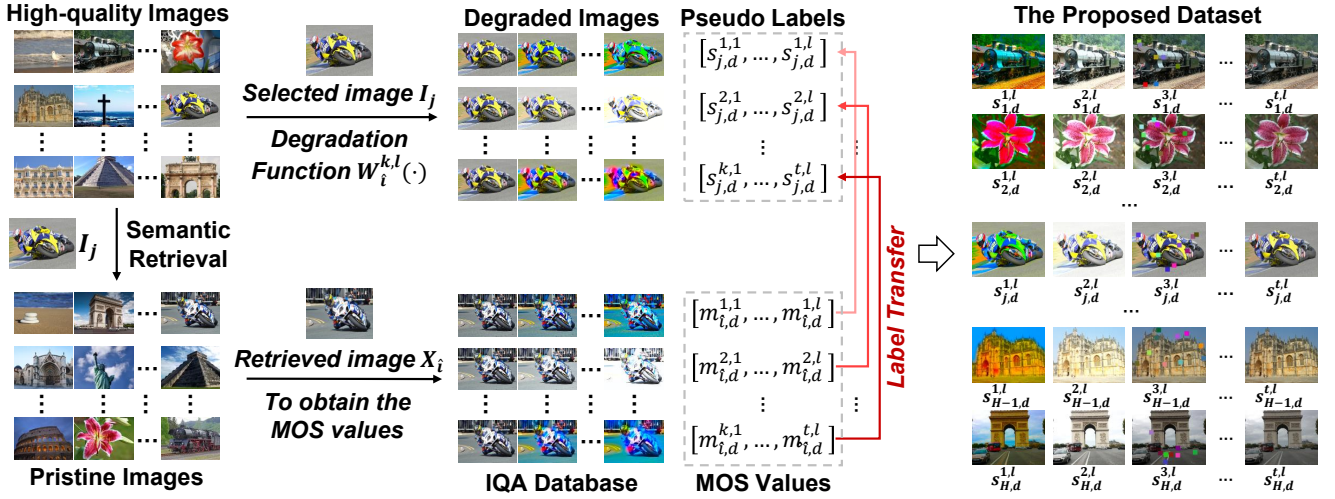 High-quality Images
Degraded Images
Pseudo Labels
The Proposed Dataset
Selected image I_j
Degradation
Function W_î^{k,l}(·)
[s_{j,d}^{1,1}, …, s_{j,d}^{1,l}]
[s_{j,d}^{2,1}, …, s_{j,d}^{2,l}]
[s_{j,d}^{k,1}, …, s_{j,d}^{t,l}]
I_j
Semantic
Retrieval
Retrieved image X_î
To obtain the
MOS values
[m_{î,d}^{1,1}, …, m_{î,d}^{1,l}]
[m_{î,d}^{2,1}, …, m_{î,d}^{2,l}]
[m_{î,d}^{k,1}, …, m_{î,d}^{t,l}]
Label Transfer
s_{1,d}^{1,l} s_{1,d}^{2,l} s_{1,d}^{3,l} s_{1,d}^{t,l}
s_{2,d}^{1,l} s_{2,d}^{2,l} s_{2,d}^{3,l} s_{2,d}^{t,l}
s_{j,d}^{1,l} s_{j,d}^{2,l} s_{j,d}^{3,l} s_{j,d}^{t,l}
s_{H-1,d}^{1,l} s_{H-1,d}^{2,l} s_{H-1,d}^{3,l} s_{H-1,d}^{t,l}
s_{H,d}^{1,l} s_{H,d}^{2,l} s_{H,d}^{3,l} s_{H,d}^{t,l}
Pristine Images
IQA Database
MOS Values